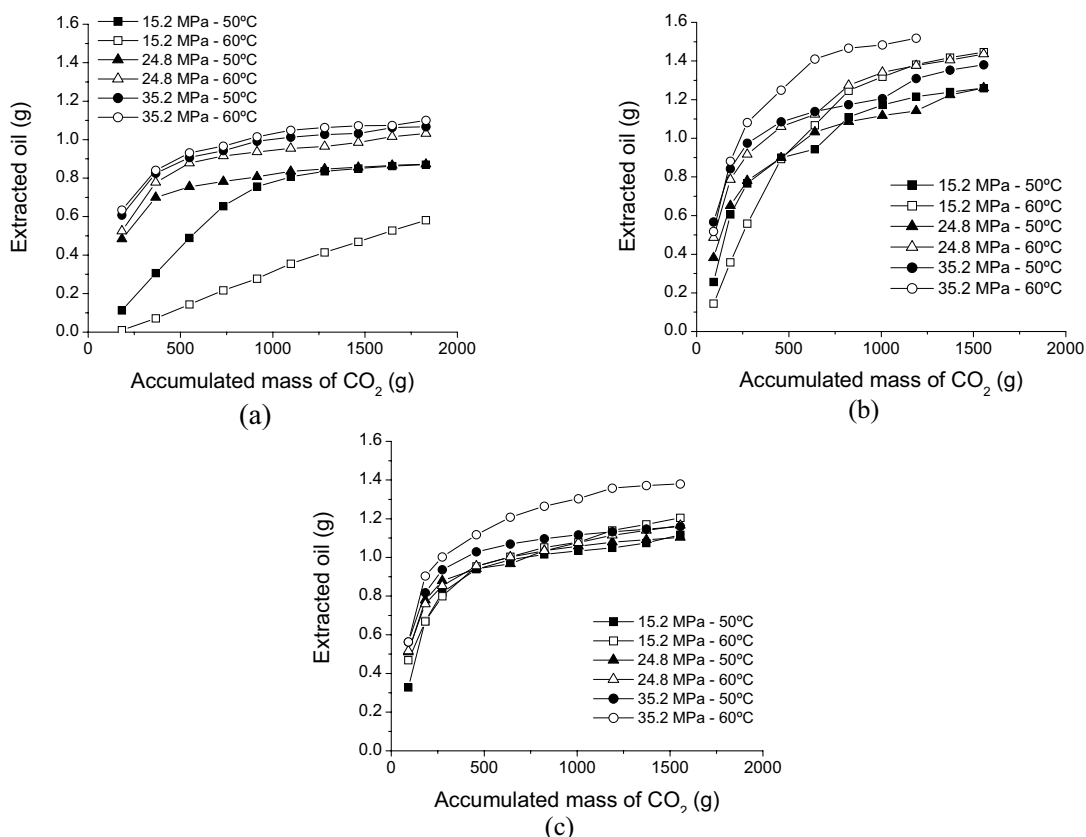 1.6
1.4
1.2
1.0
0.8
0.6
0.4
0.2
0.0
Extracted oil (g)
15.2 MPa - 50ºC
15.2 MPa - 60ºC
24.8 MPa - 50ºC
24.8 MPa - 60ºC
35.2 MPa - 50ºC
35.2 MPa - 60ºC
0 500 1000 1500 2000
Accumulated mass of CO₂ (g)
(a)
1.6
1.4
1.2
1.0
0.8
0.6
0.4
0.2
0.0
Extracted oil (g)
15.2 MPa - 50ºC
15.2 MPa - 60ºC
24.8 MPa - 50ºC
24.8 MPa - 60ºC
35.2 MPa - 50ºC
35.2 MPa - 60ºC
0 500 1000 1500 2000
Accumulated mass of CO₂ (g)
(b)
1.6
1.4
1.2
1.0
0.8
0.6
0.4
0.2
0.0
Extracted oil (g)
15.2 MPa - 50ºC
15.2 MPa - 60ºC
24.8 MPa - 50ºC
24.8 MPa - 60ºC
35.2 MPa - 50ºC
35.2 MPa - 60ºC
0 500 1000 1500 2000
Accumulated mass of CO₂ (g)
(c)